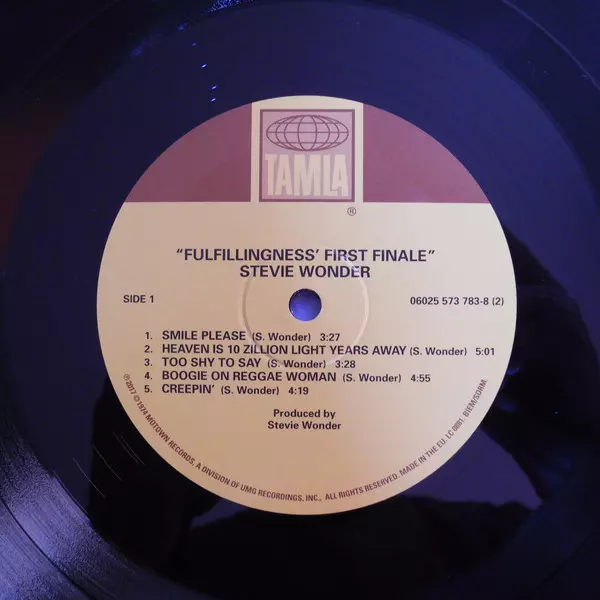 TAMLA
®
“FULFILLINGNESS’ FIRST FINALE”
STEVIE WONDER
SIDE 1
06025 573 783-8 (2)
1. SMILE PLEASE (S. Wonder) 3:27
2. HEAVEN IS 10 ZILLION LIGHT YEARS AWAY (S. Wonder) 5:01
3. TOO SHY TO SAY (S. Wonder) 3:28
4. BOOGIE ON REGGAE WOMAN (S. Wonder) 4:55
5. CREEPIN’ (S. Wonder) 4:19
Produced by
Stevie Wonder
℗2017 ©1974 MOTOWN RECORDS, A DIVISION OF UMG RECORDINGS, INC., ALL RIGHTS RESERVED. MADE IN THE EU. LC 0881. BIEM/SDRM.